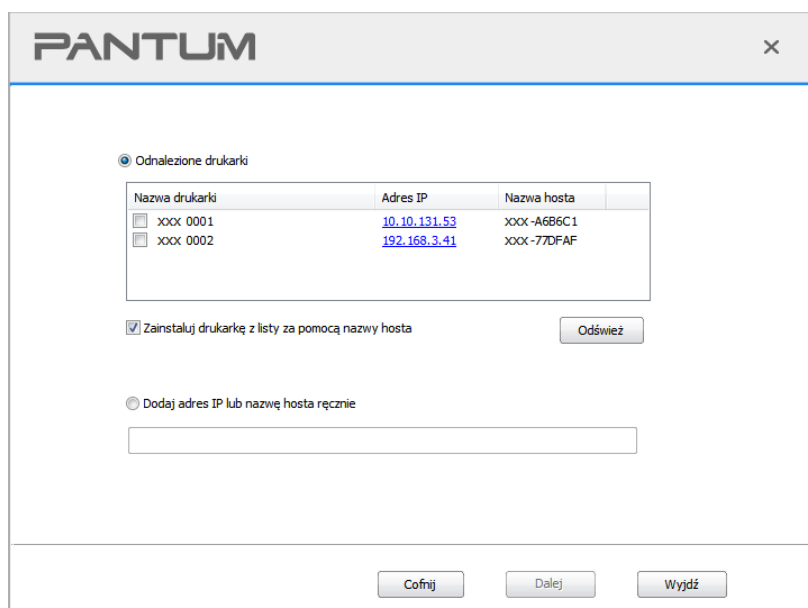 PANTUM
Odnalezione drukarki
Nazwa drukarki Adres IP Nazwa hosta
xxx 0001 10.10.131.53 xxx-A6B6C1
xxx 0002 192.168.3.41 xxx-77DFAF
Zainstaluj drukarkę z listy za pomocą nazwy hosta Odśwież
Dodaj adres IP lub nazwę hosta ręcznie
Cofnij Dalej Wyjdź